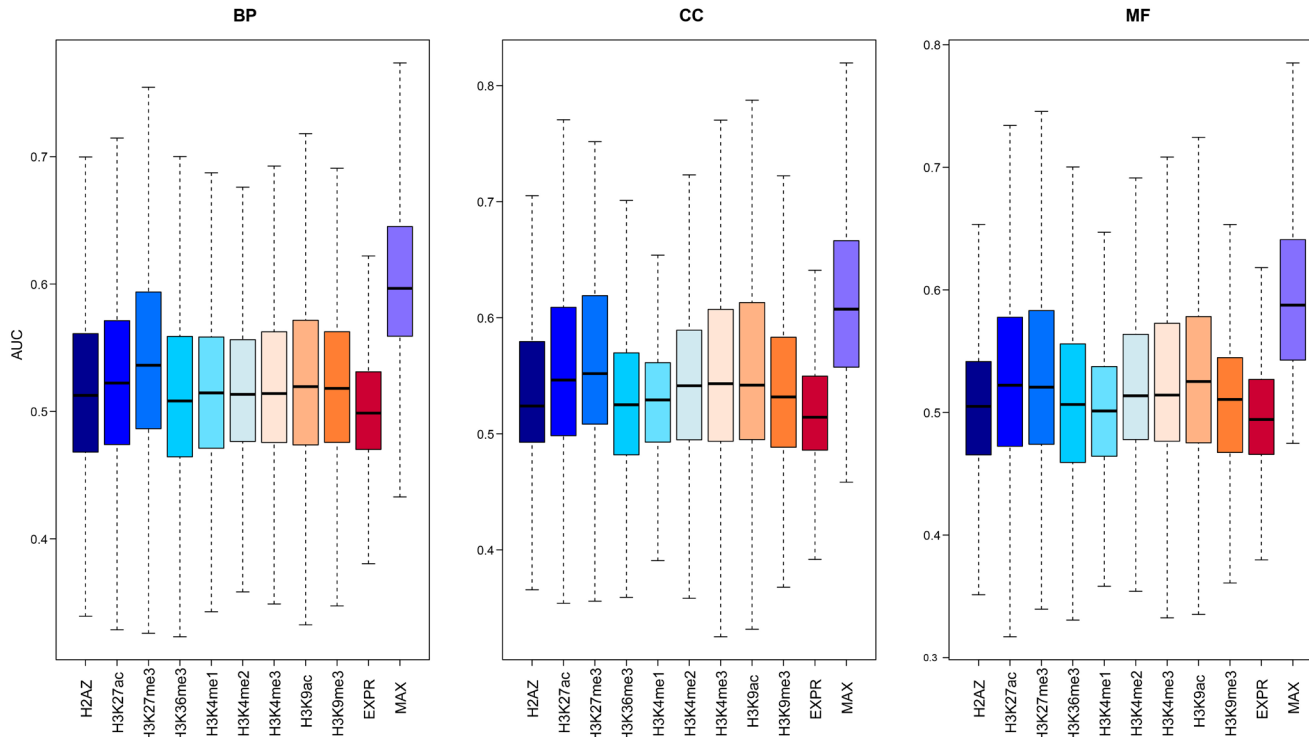 BP
CC
MF
AUC
0.7
0.6
0.5
0.4
0.8
0.7
0.6
0.5
0.4
0.8
0.7
0.6
0.5
0.4
0.3
H2AZ
H3K27ac
H3K27me3
H3K36me3
H3K4me1
H3K4me2
H3K4me3
H3K9ac
H3K9me3
EXPR
MAX
H2AZ
H3K27ac
H3K27me3
H3K36me3
H3K4me1
H3K4me2
H3K4me3
H3K9ac
H3K9me3
EXPR
MAX
H2AZ
H3K27ac
H3K27me3
H3K36me3
H3K4me1
H3K4me2
H3K4me3
H3K9ac
H3K9me3
EXPR
MAX